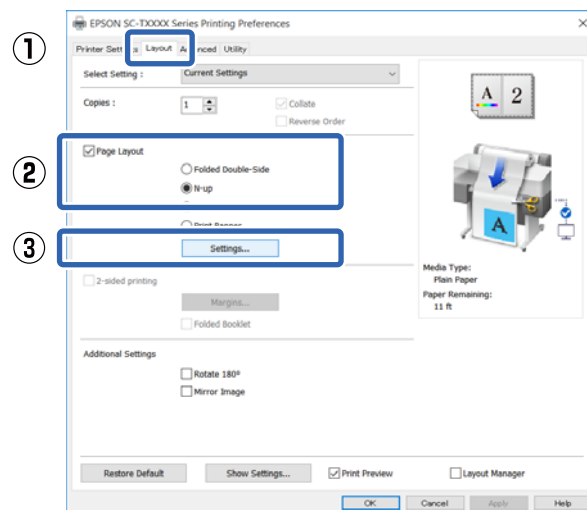 EPSON SC-TXXXX Series Printing Preferences
1
Layout Utility
Select Setting : Current Settings
Copies : 1 Collate
Reverse Order
A 2
2
Page Layout
Folded Double-Side
N-up
Print Banner
A
3
Settings...
Media Type:
Plain Paper
Paper Remaining:
11 ft
2-sided printing
Margins...
Folded Booklet
Additional Settings
Rotate 180°
Mirror Image
Restore Default Show Settings... Print Preview Layout Manager
OK Cancel Apply Help